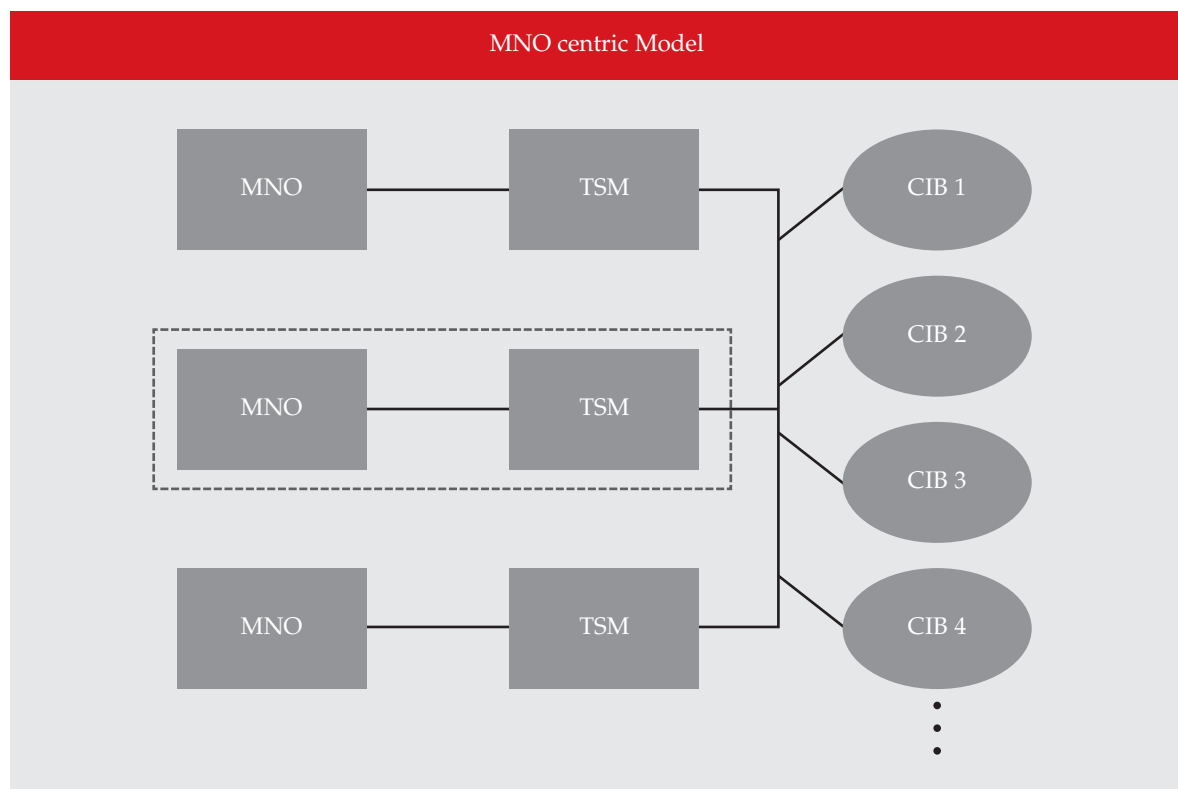 MNO centric Model
MNO
TSM
CIB 1
CIB 2
MNO
TSM
CIB 3
MNO
TSM
CIB 4